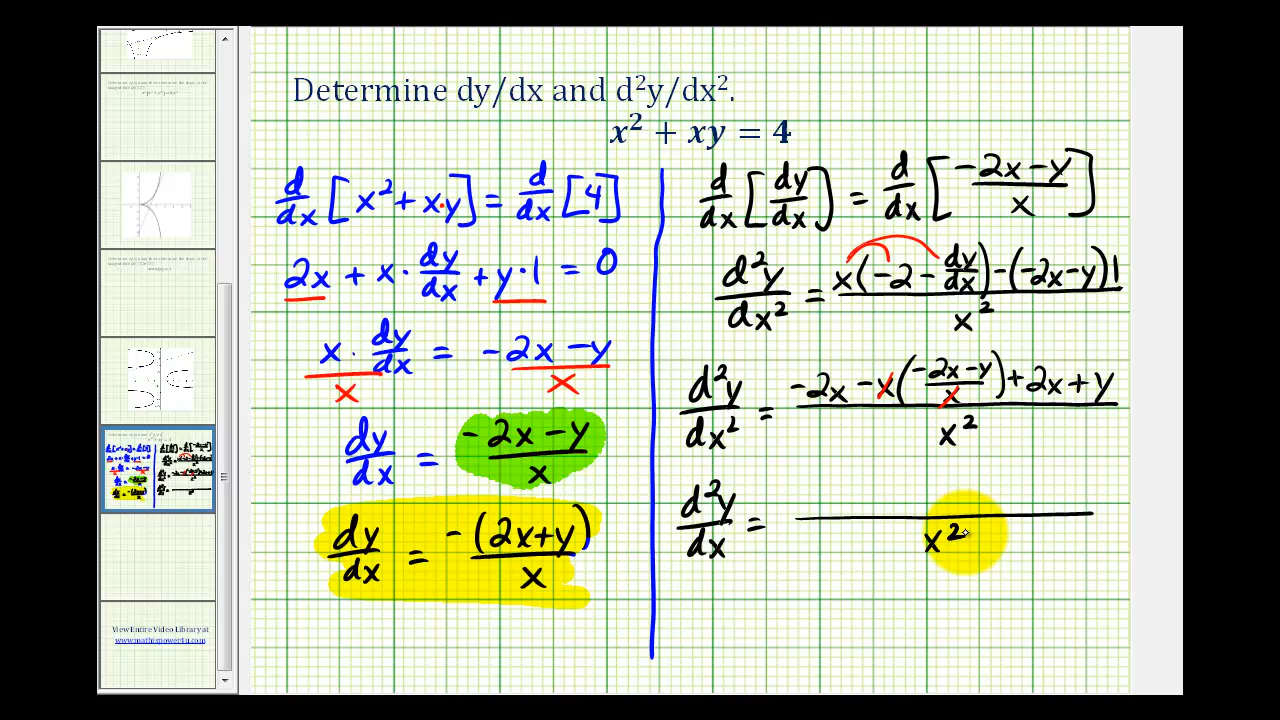 Determine dy/dx and d²y/dx².
x² + xy = 4
d/dx [x² + x·y] = d/dx [4]
2x + x · dy/dx + y·1 = 0
x · dy/dx = -2x - y
x x
dy/dx = -2x - y / x
dy/dx = -(2x+y) / x
d/dx [dy/dx] = d/dx [-2x - y / x]
d²y/dx² = x(-2 - dy/dx) - (-2x - y)1 / x²
d²y/dx² = -2x - x(-2x - y / x) + 2x + y / x²
d²y/dx = / x²
View Entire Video Library at
www.mathispower4u.com